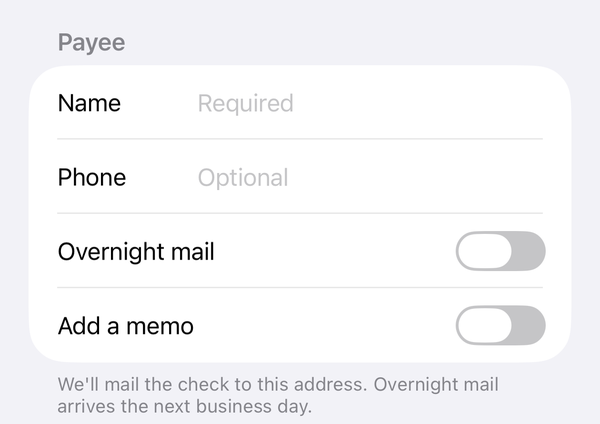 Payee
Name Required
Phone Optional
Overnight mail
Add a memo
We'll mail the check to this address. Overnight mail
arrives the next business day.